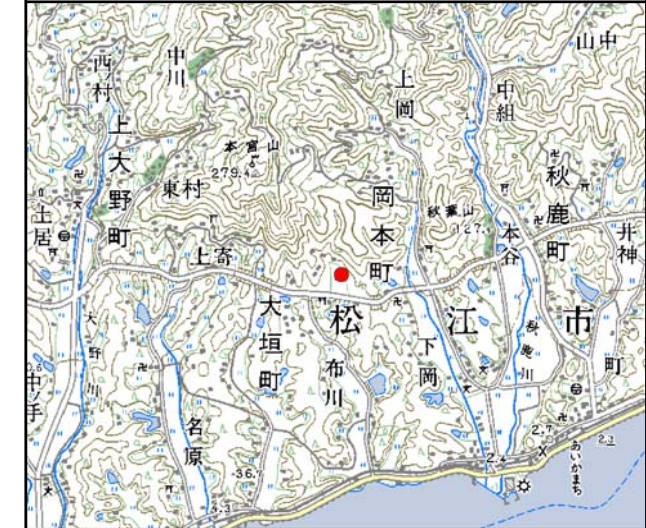 山中
中川
西ノ村
上岡
中組
上大野町
本宮山
279.4
東村
岡本町
秋葉山
127.
秋鹿町
土居
上寄
本谷
井神
大垣町
松江市
大野川
布川
下岡
秋鹿川
町
中ノ手
名原
36.
3.3
2.4
2.7
あいかまち